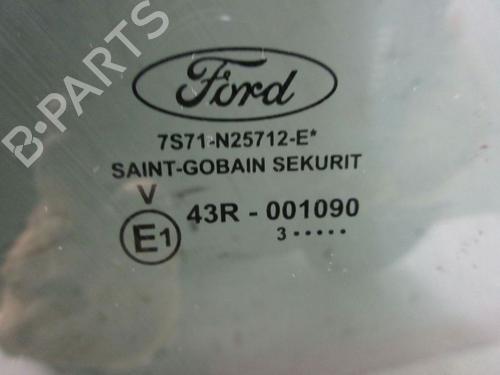 B-PARTS
Ford
7S71-N25712-E*
SAINT-GOBAIN SEKURIT
V
E1 43R - 001090
3 •••••